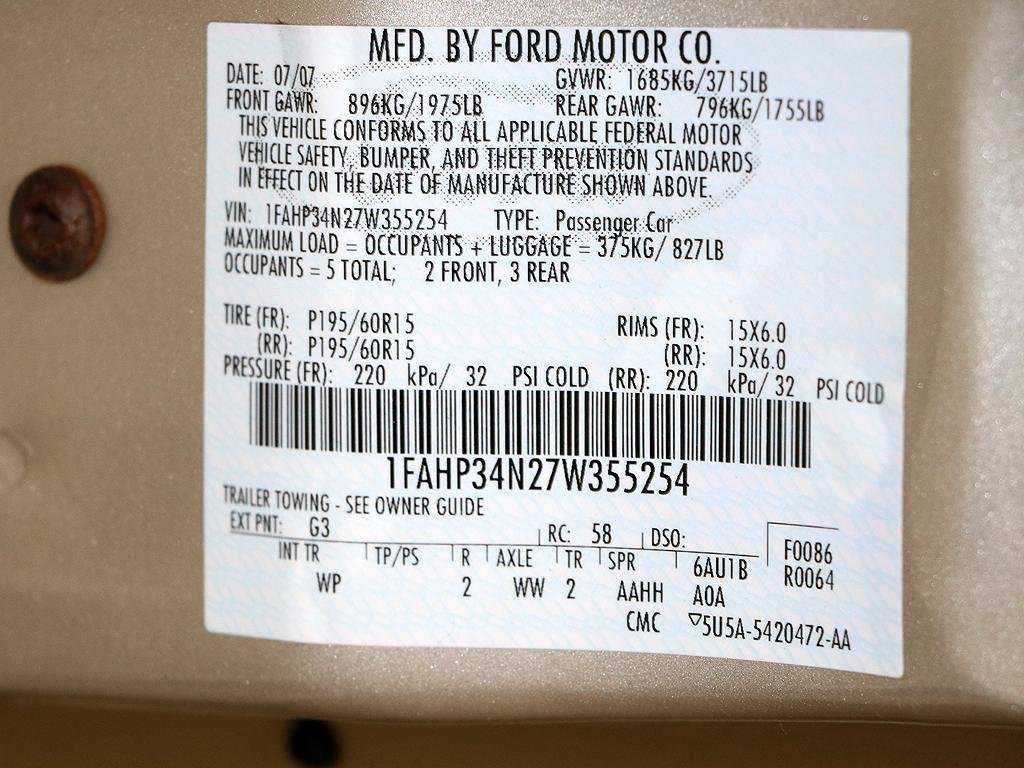 MFD. BY FORD MOTOR CO.
DATE: 07/07 GVWR: 1685KG/3715LB
FRONT GAWR: 896KG/1975LB REAR GAWR: 796KG/1755LB
THIS VEHICLE CONFORMS TO ALL APPLICABLE FEDERAL MOTOR
VEHICLE SAFETY, BUMPER, AND THEFT PREVENTION STANDARDS
IN EFFECT ON THE DATE OF MANUFACTURE SHOWN ABOVE.
VIN: 1FAHP34N27W355254 TYPE: Passenger Car
MAXIMUM LOAD = OCCUPANTS + LUGGAGE = 375KG/ 827LB
OCCUPANTS = 5 TOTAL; 2 FRONT, 3 REAR
TIRE (FR): P195/60R15 RIMS (FR): 15X6.0
(RR): P195/60R15 (RR): 15X6.0
PRESSURE (FR): 220 kPa/ 32 PSI COLD (RR): 220 kPa/ 32 PSI COLD
1FAHP34N27W355254
TRAILER TOWING - SEE OWNER GUIDE
EXT PNT: G3 RC: 58 DSO: F0086
INT TR TP/PS R AXLE TR SPR 6AU1B R0064
WP 2 WW 2 AAHH A0A
CMC ▽5U5A-5420472-AA